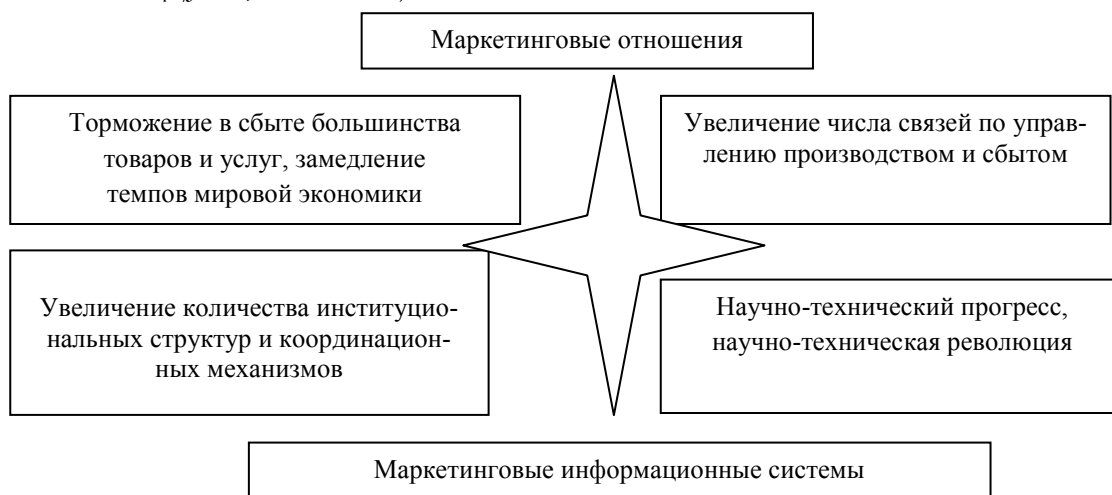 Маркетинговые отношения
Торможение в сбыте большинства
товаров и услуг, замедление
темпов мировой экономики
Увеличение числа связей по управ-
лению производством и сбытом
Увеличение количества институцио-
нальных структур и координацион-
ных механизмов
Научно-технический прогресс,
научно-техническая революция
Маркетинговые информационные системы